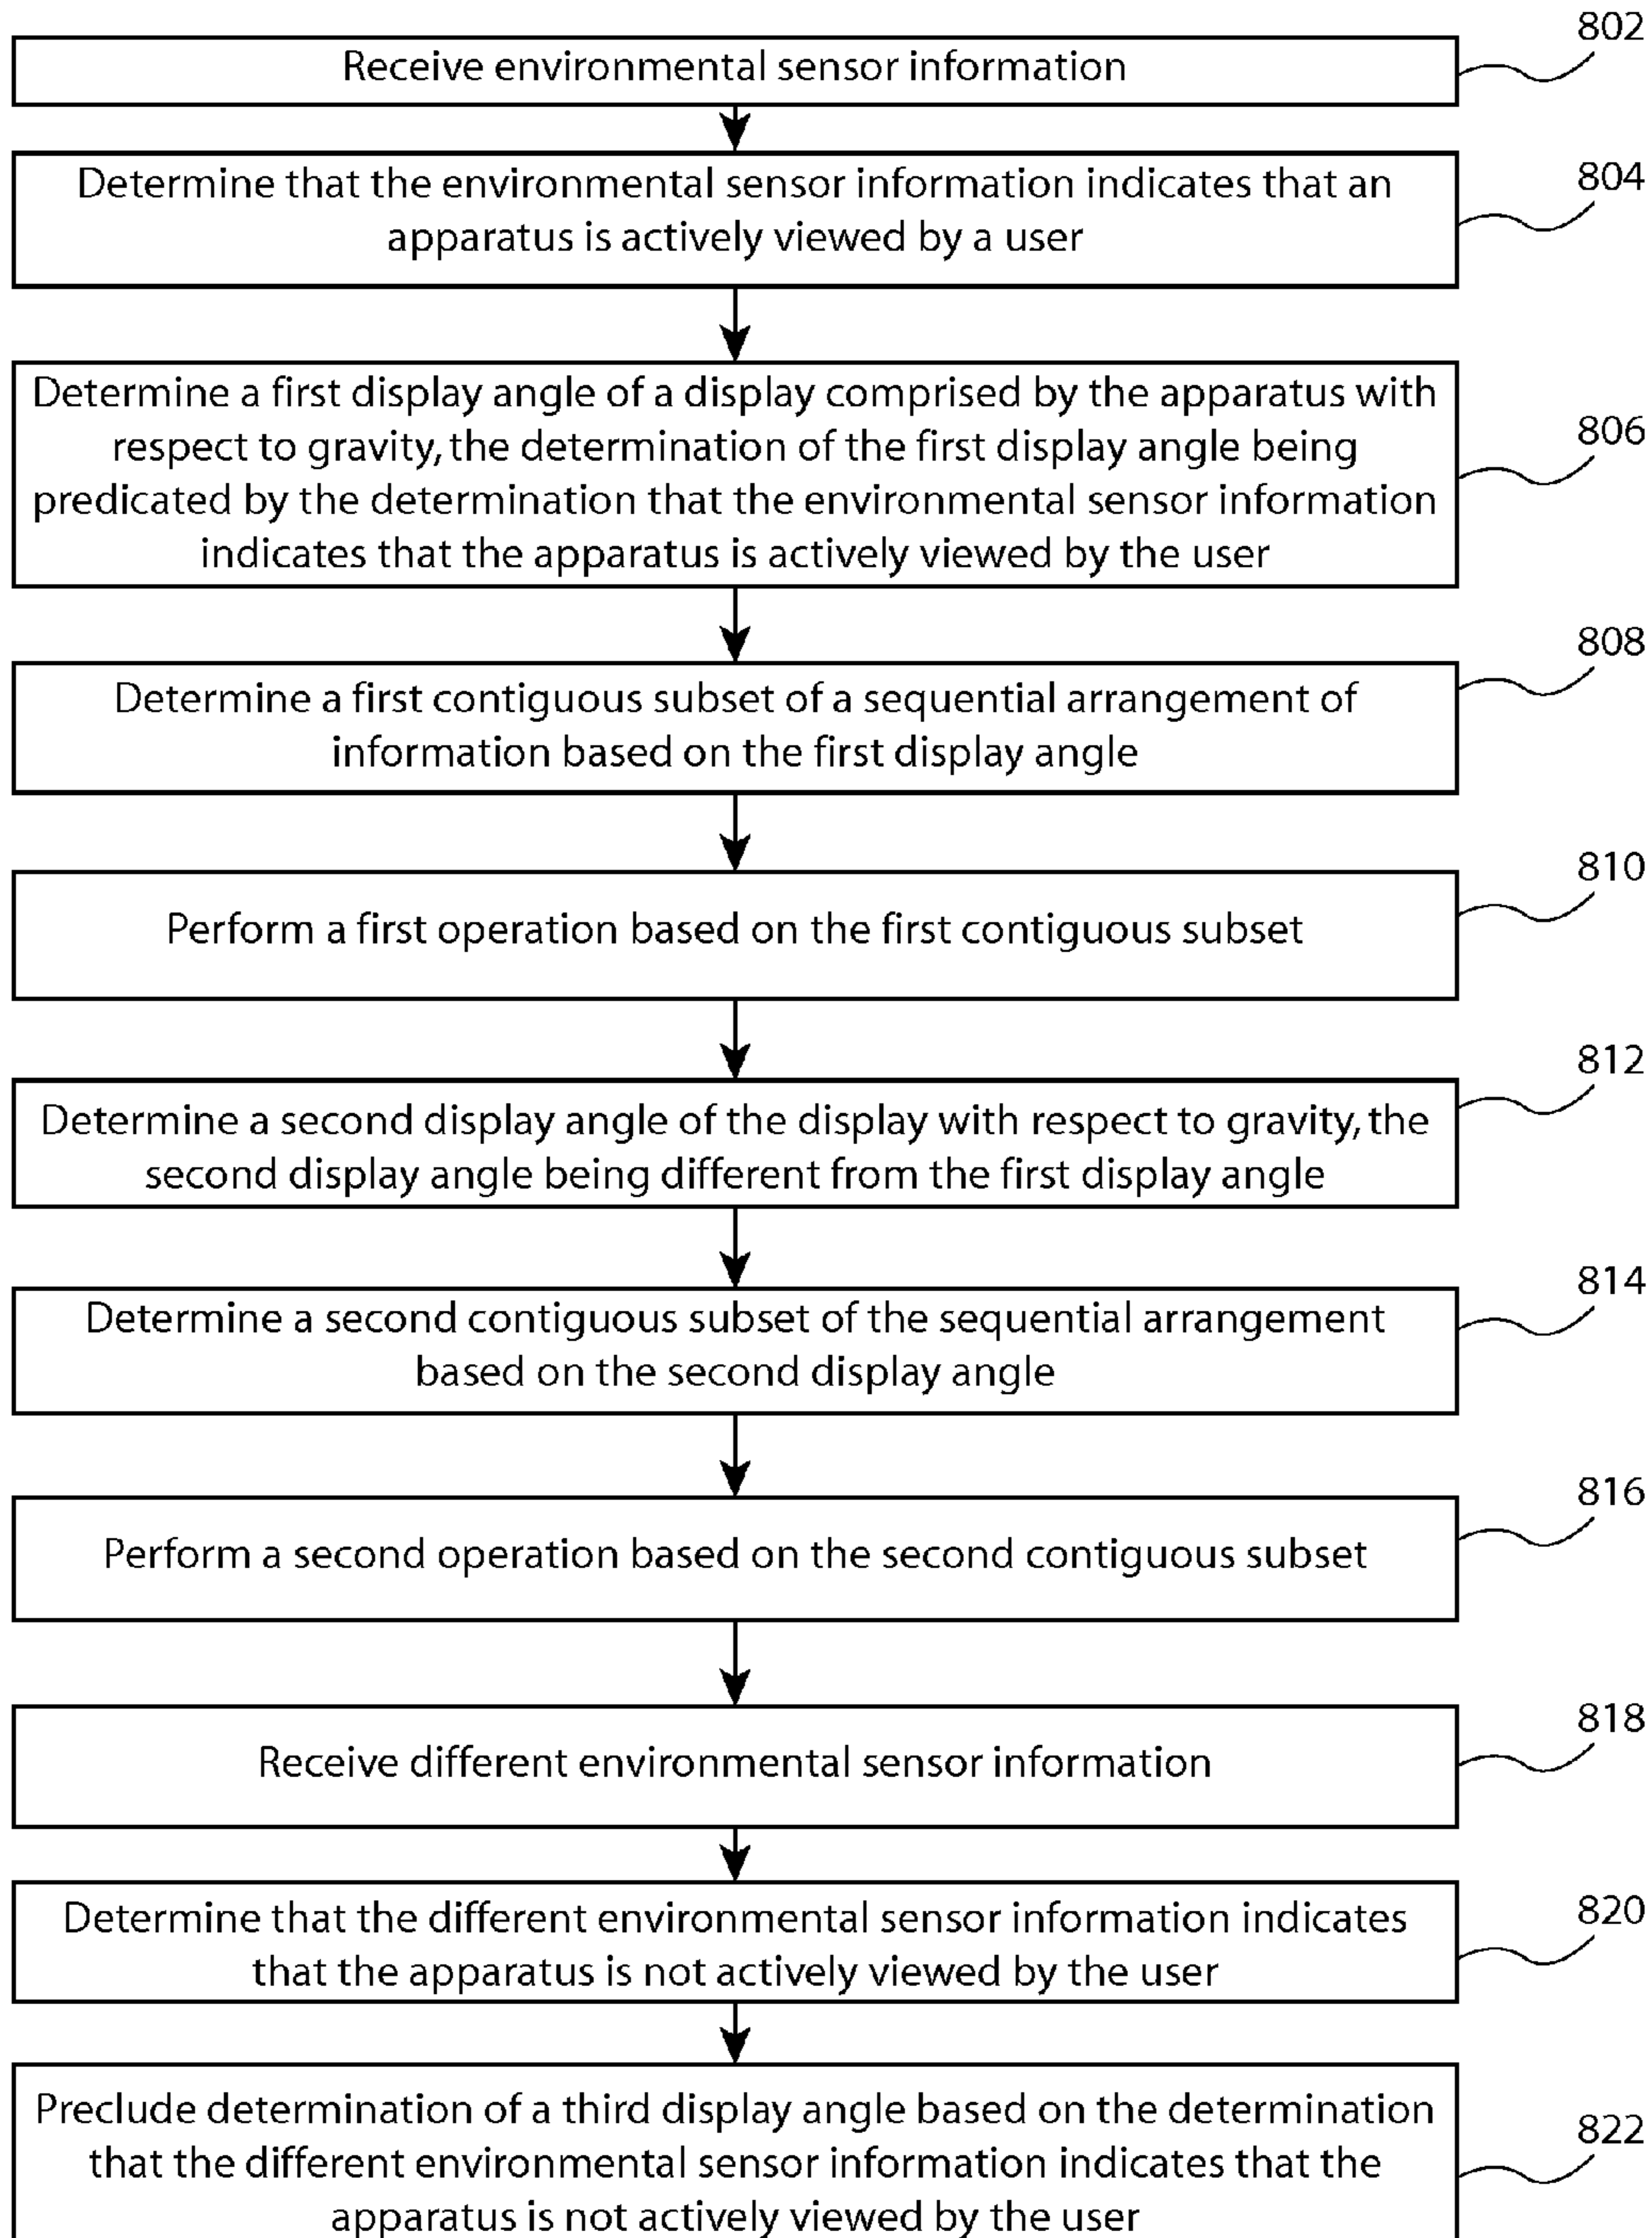 802
Receive environmental sensor information
804
Determine that the environmental sensor information indicates that an
apparatus is actively viewed by a user
806
Determine a first display angle of a display comprised by the apparatus with
respect to gravity, the determination of the first display angle being
predicated by the determination that the environmental sensor information
indicates that the apparatus is actively viewed by the user
808
Determine a first contiguous subset of a sequential arrangement of
information based on the first display angle
810
Perform a first operation based on the first contiguous subset
812
Determine a second display angle of the display with respect to gravity, the
second display angle being different from the first display angle
814
Determine a second contiguous subset of the sequential arrangement
based on the second display angle
816
Perform a second operation based on the second contiguous subset
818
Receive different environmental sensor information
820
Determine that the different environmental sensor information indicates
that the apparatus is not actively viewed by the user
822
Preclude determination of a third display angle based on the determination
that the different environmental sensor information indicates that the
apparatus is not actively viewed by the user